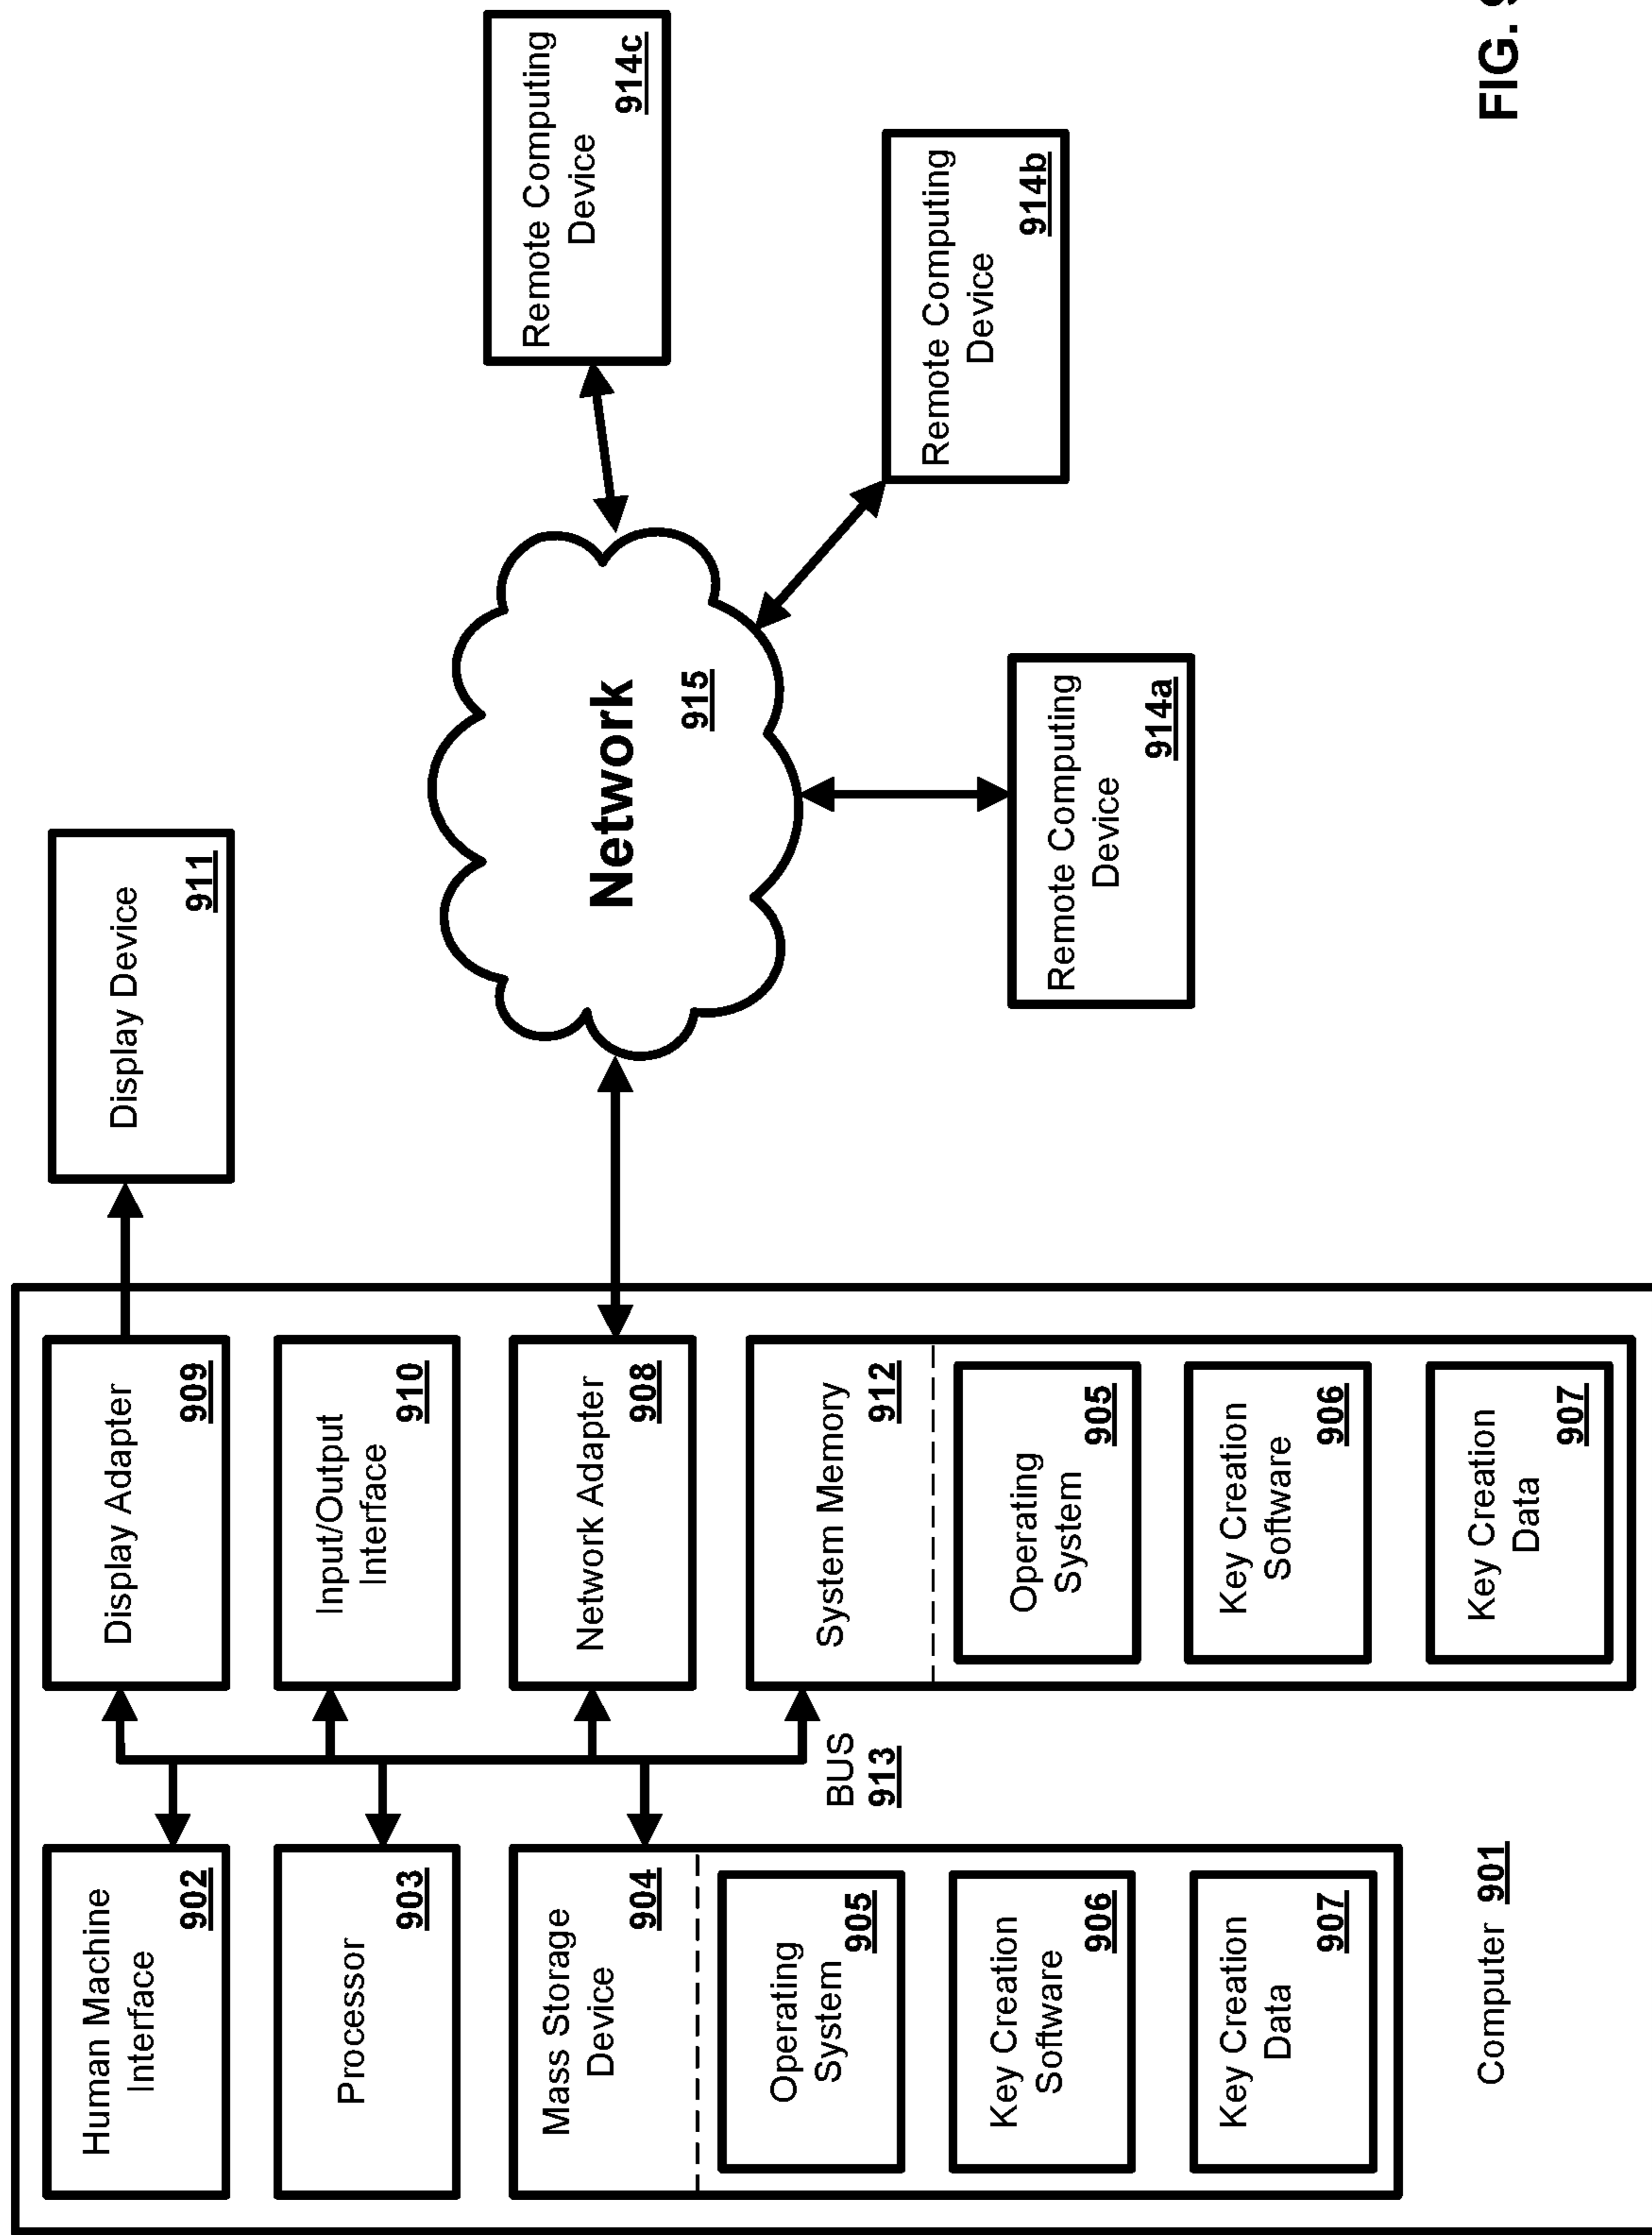 Human Machine
Interface
902
Processor
903
Mass Storage
Device
904
Operating
System
905
Key Creation
Software
906
Key Creation
Data
907
Display Adapter
909
Input/Output
Interface
910
Network Adapter
908
System Memory
912
Operating
System
905
Key Creation
Software
906
Key Creation
Data
907
BUS
913
Computer 901
Display Device
911
Network
915
Remote Computing
Device
914a
Remote Computing
Device
914b
Remote Computing
Device
914c
FIG.